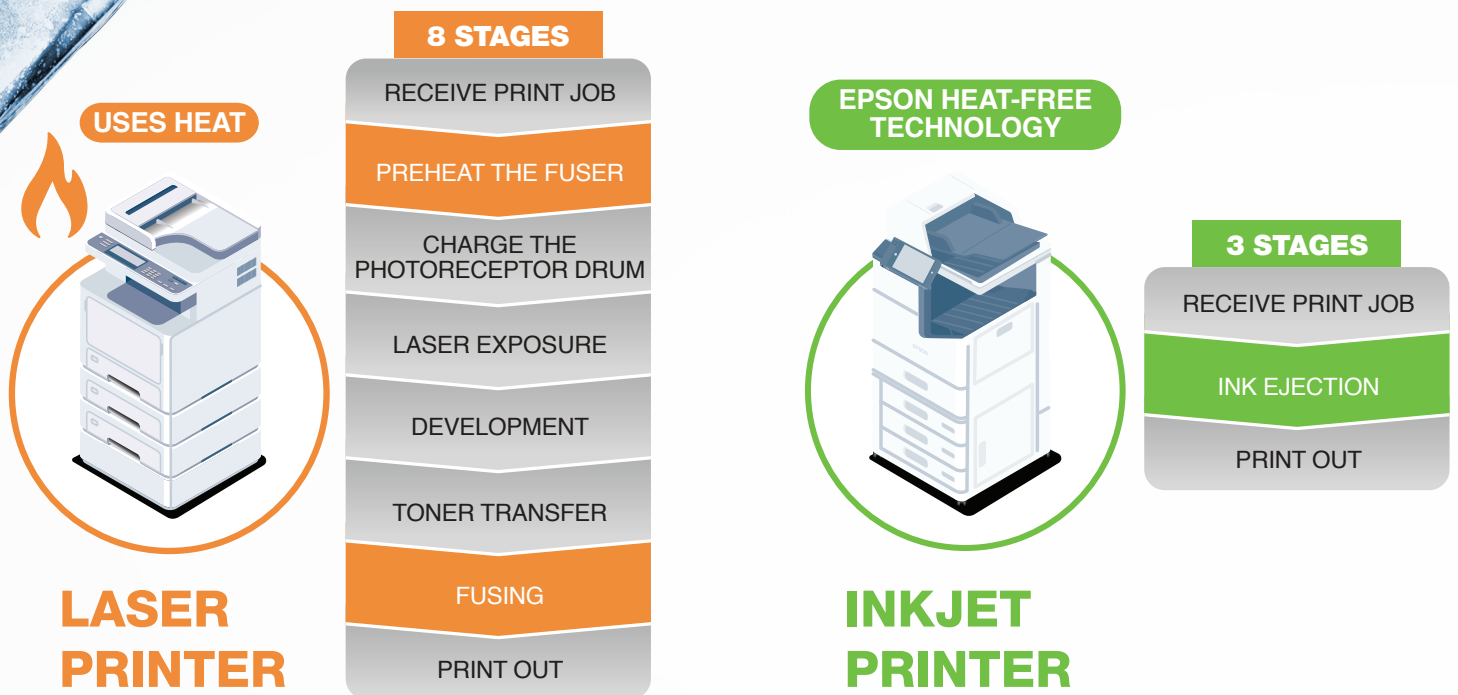 8 STAGES
RECEIVE PRINT JOB
USES HEAT
PREHEAT THE FUSER
CHARGE THE
PHOTORECEPTOR DRUM
LASER EXPOSURE
DEVELOPMENT
TONER TRANSFER
FUSING
PRINT OUT
LASER
PRINTER
EPSON HEAT-FREE
TECHNOLOGY
EPSON
3 STAGES
RECEIVE PRINT JOB
INK EJECTION
PRINT OUT
INKJET
PRINTER